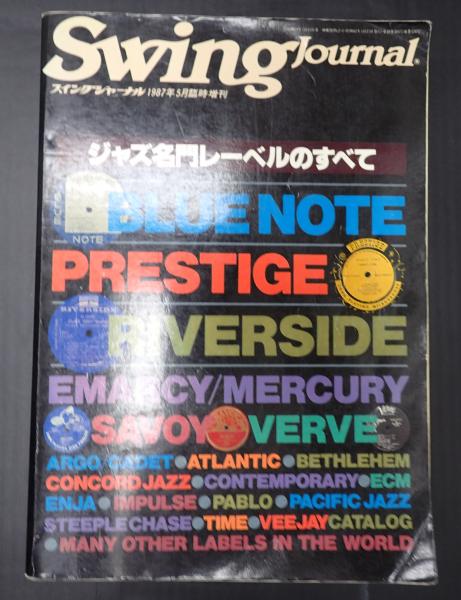 Swing Journal
スイングジャーナル 1987年5月臨時増刊
ジャズ名門レーベルのすべて
BLUE NOTE
NOTE
PRESTIGE
PRESTIGE
RIVERSIDE
RIVERSIDE
EMARCY/MERCURY
SAVOY VERVE
ARGO/CADET●ATLANTIC●BETHLEHEM
CONCORD JAZZ●CONTEMPORARY●ECM
ENJA●IMPULSE●PABLO●PACIFIC JAZZ
STEEPLE CHASE●TIME●VEEJAY CATALOG
●MANY OTHER LABELS IN THE WORLD